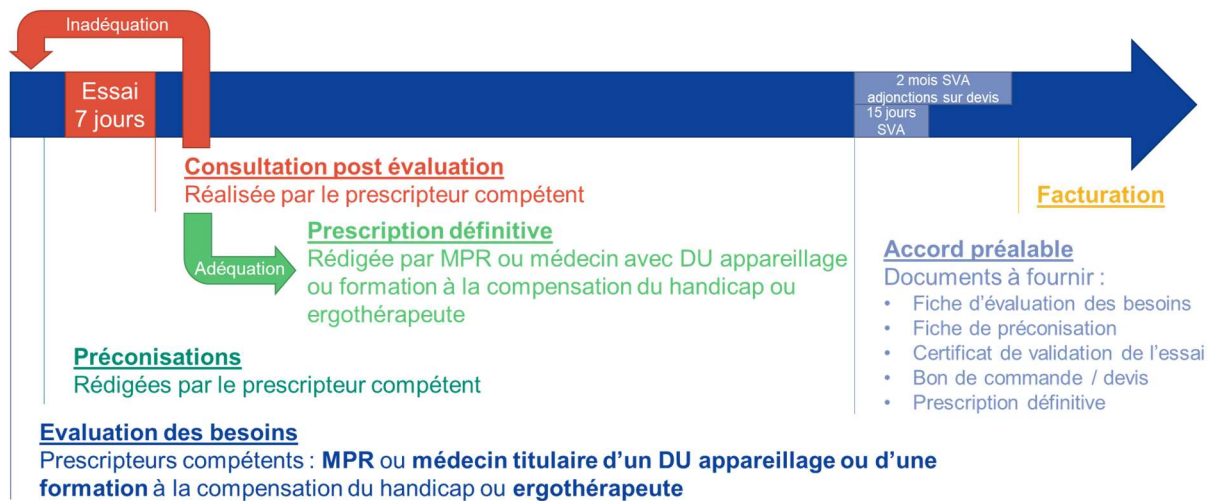 Inadéquation
Essai
7 jours
2 mois SVA
adjonctions sur devis
15 jours
SVA
Consultation post évaluation
Réalisée par le prescripteur compétent
Facturation
Adéquation
Prescription définitive
Rédigée par MPR ou médecin avec DU appareillage
ou formation à la compensation du handicap ou
ergothérapeute
Accord préalable
Documents à fournir :
• Fiche d'évaluation des besoins
• Fiche de préconisation
• Certificat de validation de l'essai
• Bon de commande / devis
• Prescription définitive
Préconisations
Rédigées par le prescripteur compétent
Evaluation des besoins
Prescripteurs compétents : MPR ou médecin titulaire d'un DU appareillage ou d'une
formation à la compensation du handicap ou ergothérapeute